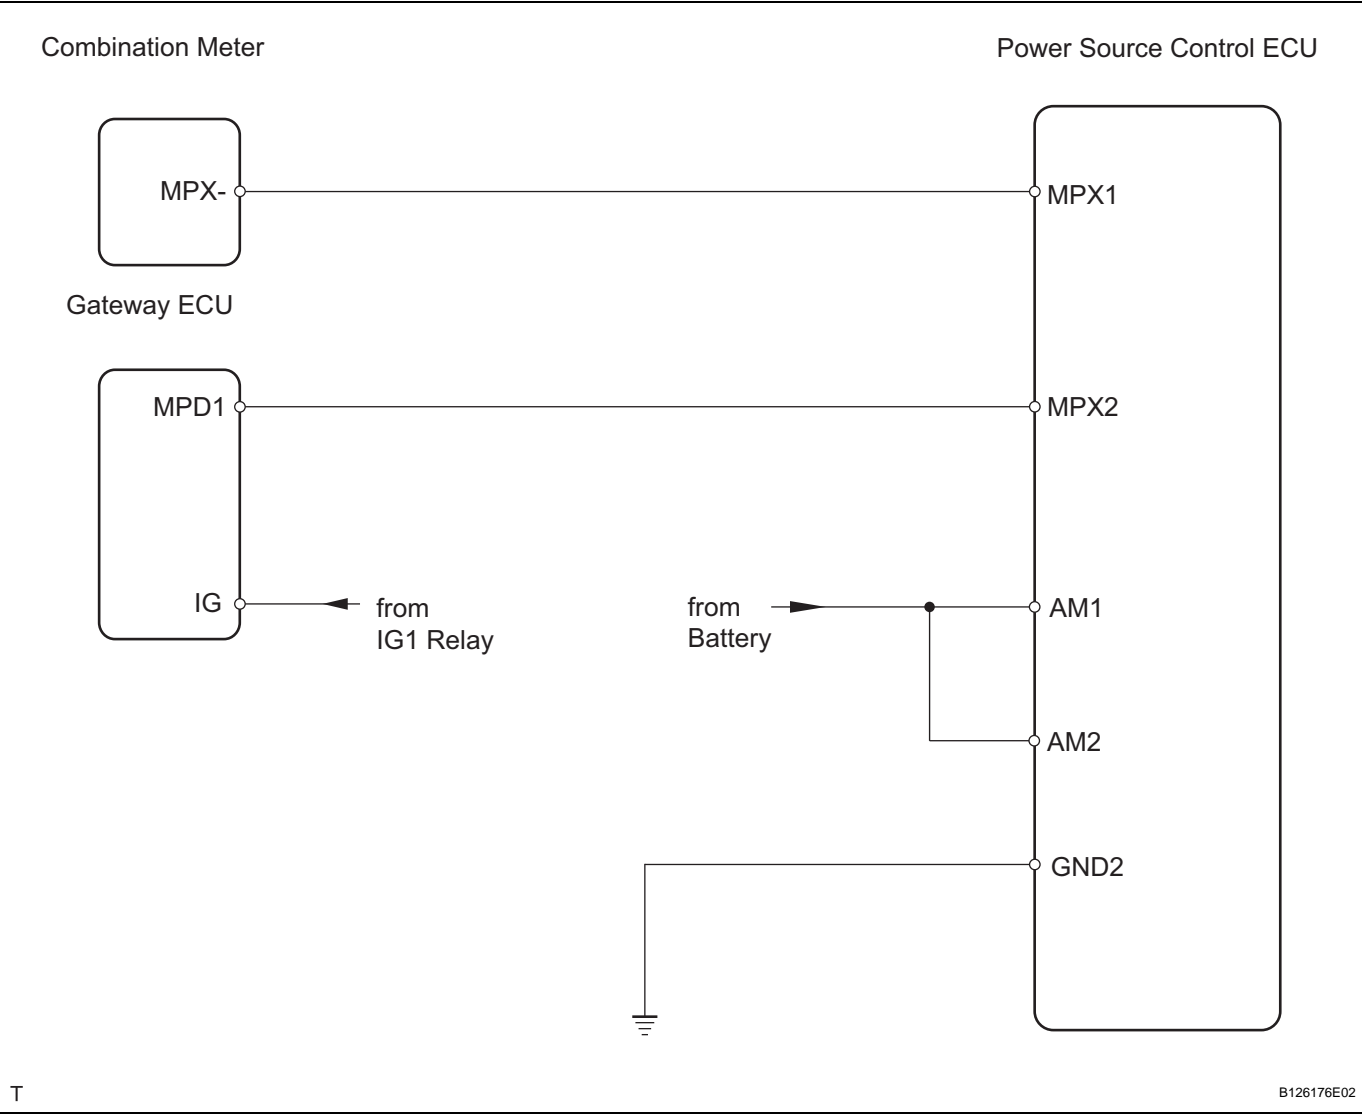 Combination Meter
Power Source Control ECU
MPX-
MPX1
Gateway ECU
MPD1
MPX2
IG
from
IG1 Relay
from
Battery
AM1
AM2
GND2
T
B126176E02